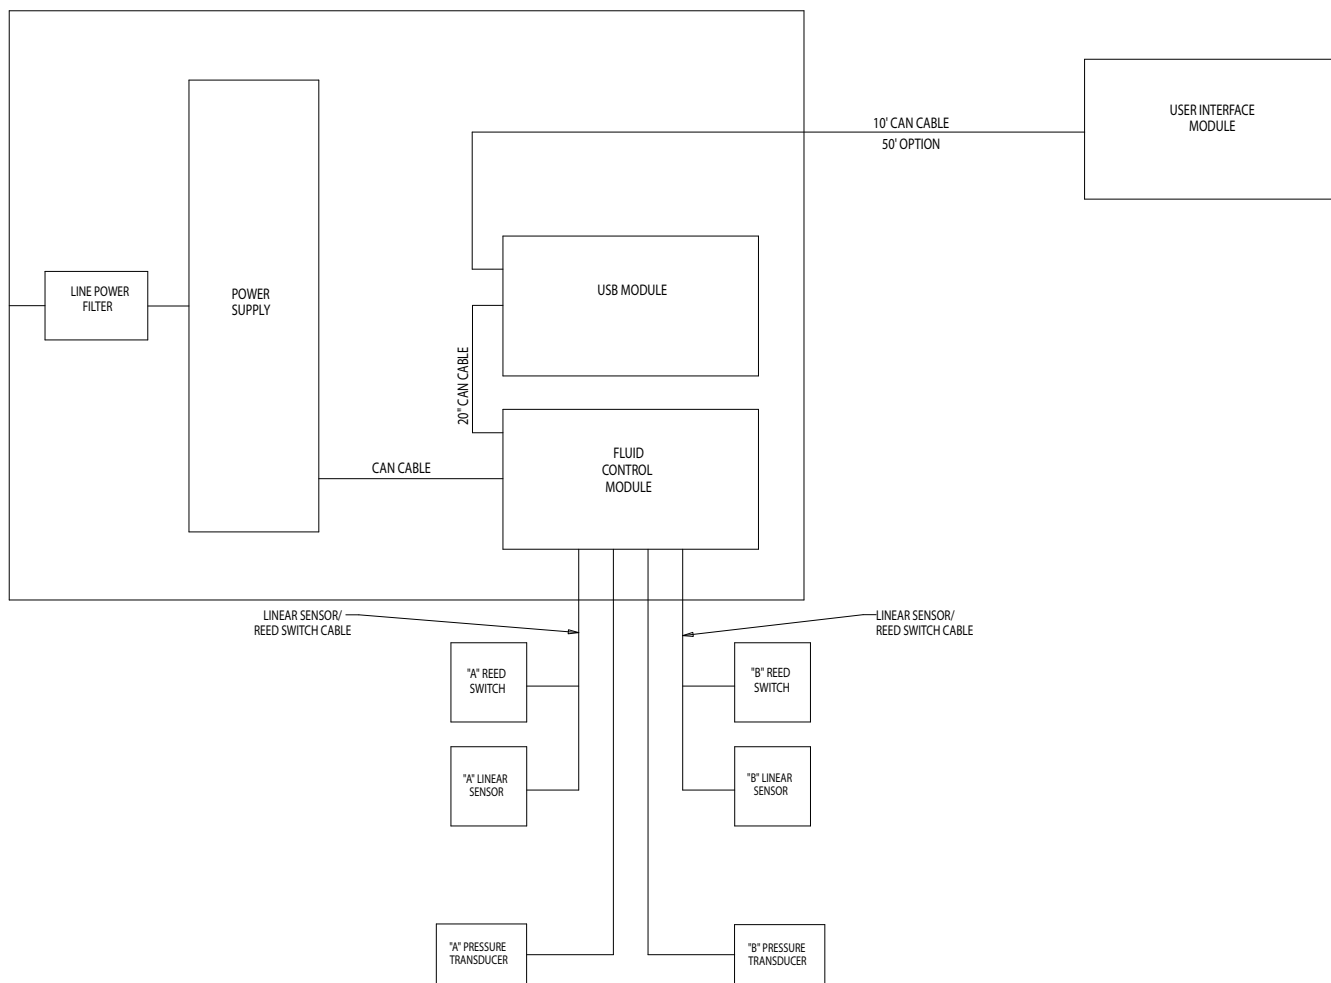 10' CAN CABLE
50' OPTION
USER INTERFACE
MODULE
LINE POWER
FILTER
POWER
SUPPLY
USB MODULE
20" CAN CABLE
CAN CABLE
FLUID
CONTROL
MODULE
LINEAR SENSOR/
REED SWITCH CABLE
LINEAR SENSOR/
REED SWITCH CABLE
"A" REED
SWITCH
"B" REED
SWITCH
"A" LINEAR
SENSOR
"B" LINEAR
SENSOR
"A" PRESSURE
TRANSDUCER
"B" PRESSURE
TRANSDUCER